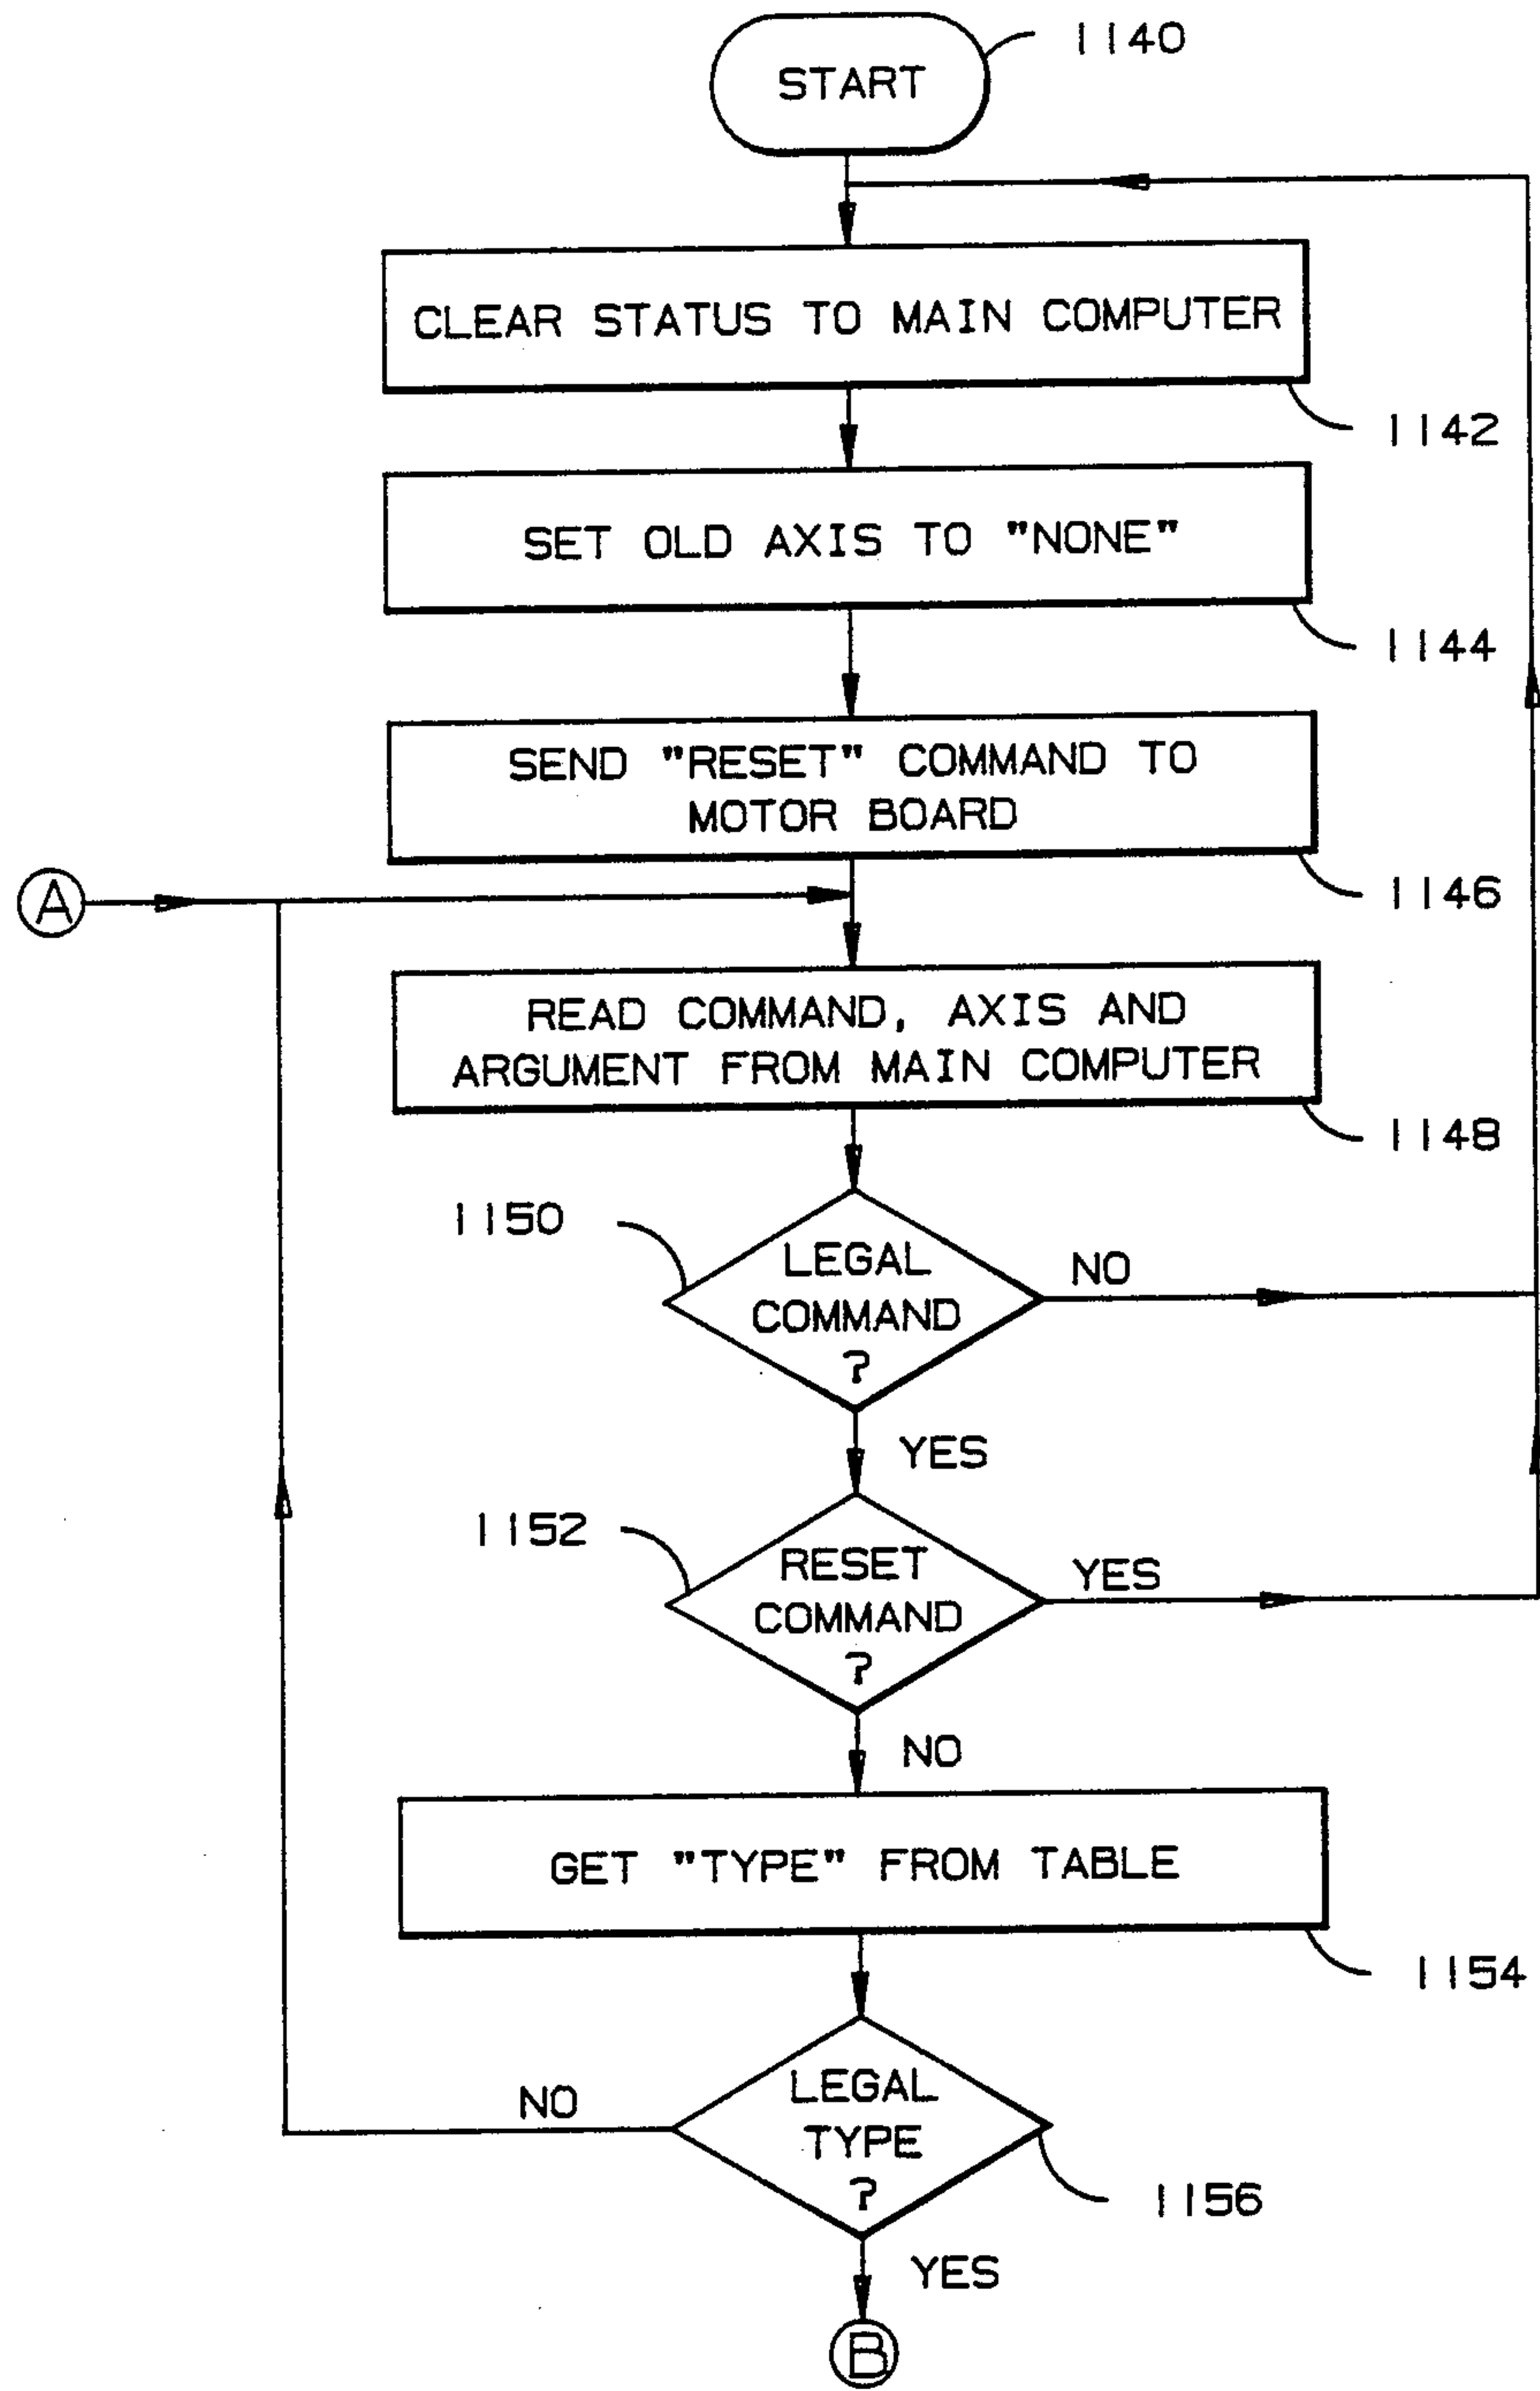 START
1140
CLEAR STATUS TO MAIN COMPUTER
1142
SET OLD AXIS TO "NONE"
1144
SEND "RESET" COMMAND TO
MOTOR BOARD
1146
A
READ COMMAND, AXIS AND
ARGUMENT FROM MAIN COMPUTER
1148
1150
LEGAL
COMMAND
?
NO
YES
1152
RESET
COMMAND
?
YES
NO
GET "TYPE" FROM TABLE
1154
LEGAL
TYPE
?
NO
1156
YES
B